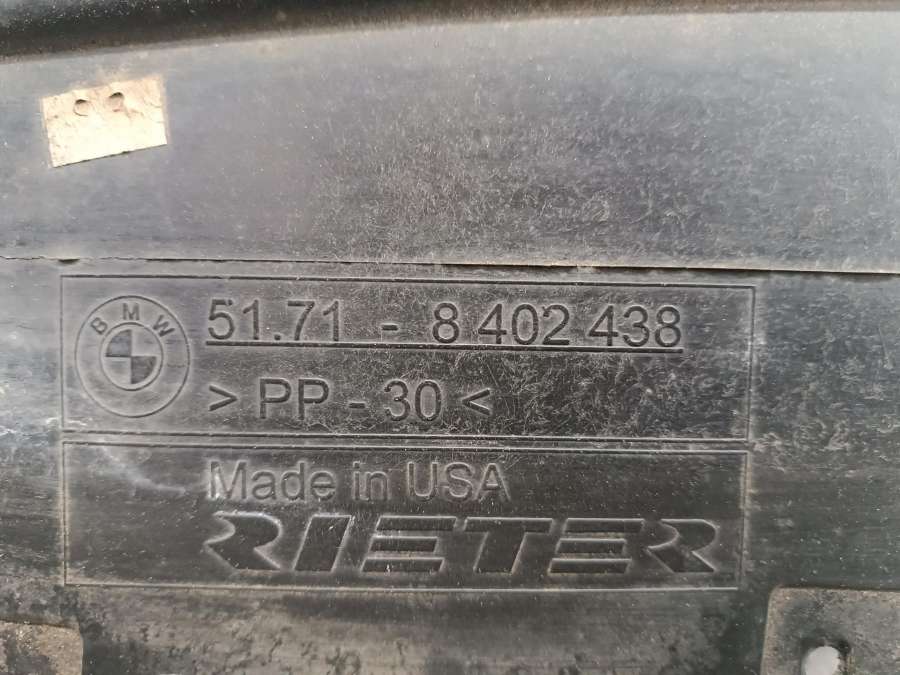 BMW
51.71 - 8 402 438
> PP - 30 <
Made in USA
RIETER